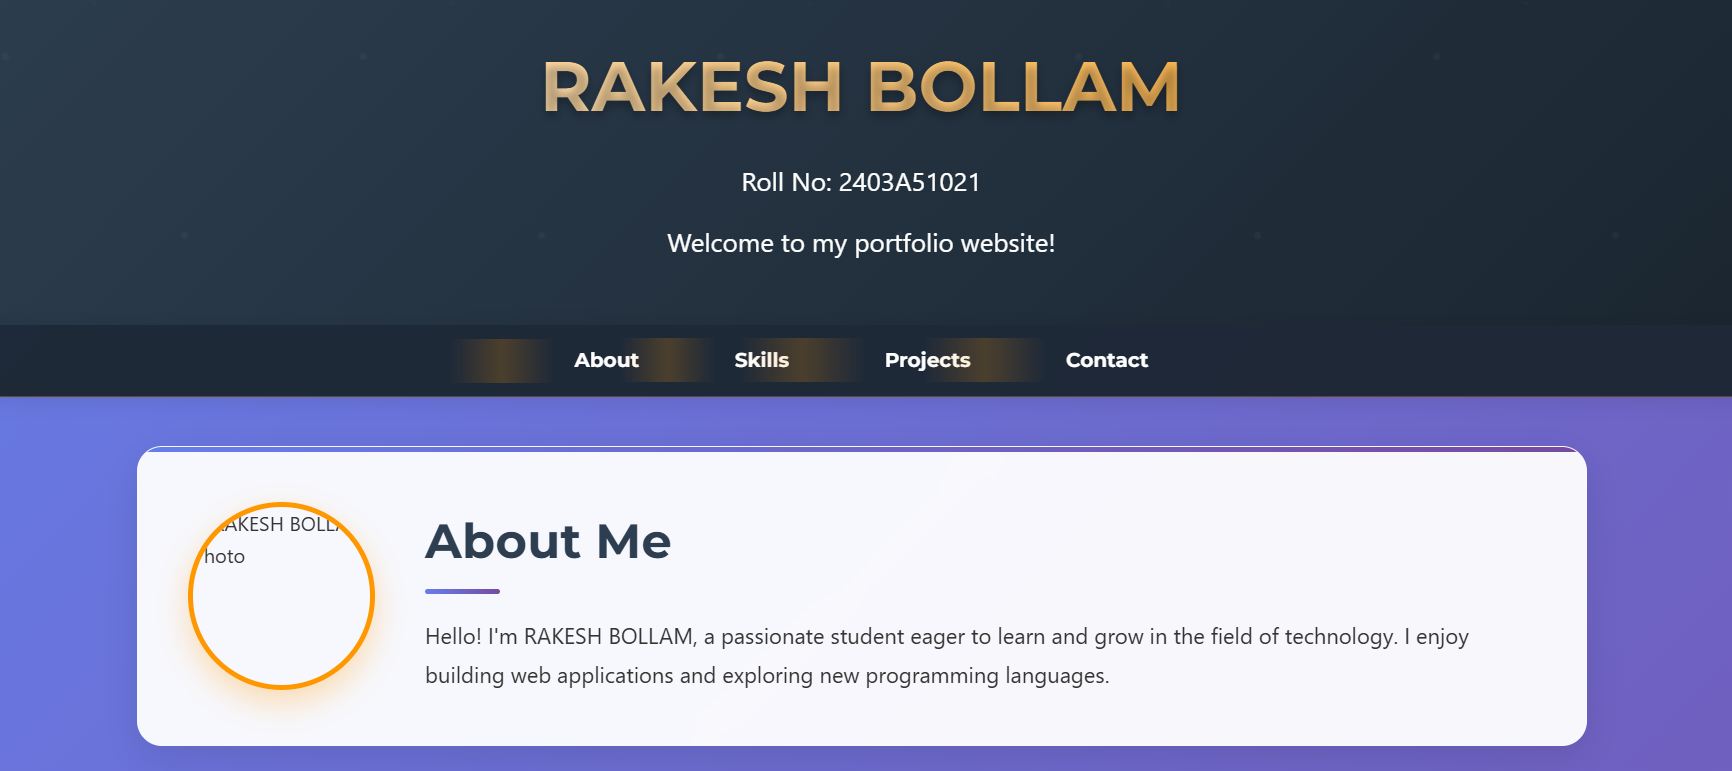 RAKESH BOLLAM
Roll No: 2403A51021
Welcome to my portfolio website!
About Skills Projects Contact
RAKESH BOLLA
hoto
About Me
Hello! I'm RAKESH BOLLAM, a passionate student eager to learn and grow in the field of technology. I enjoy
building web applications and exploring new programming languages.